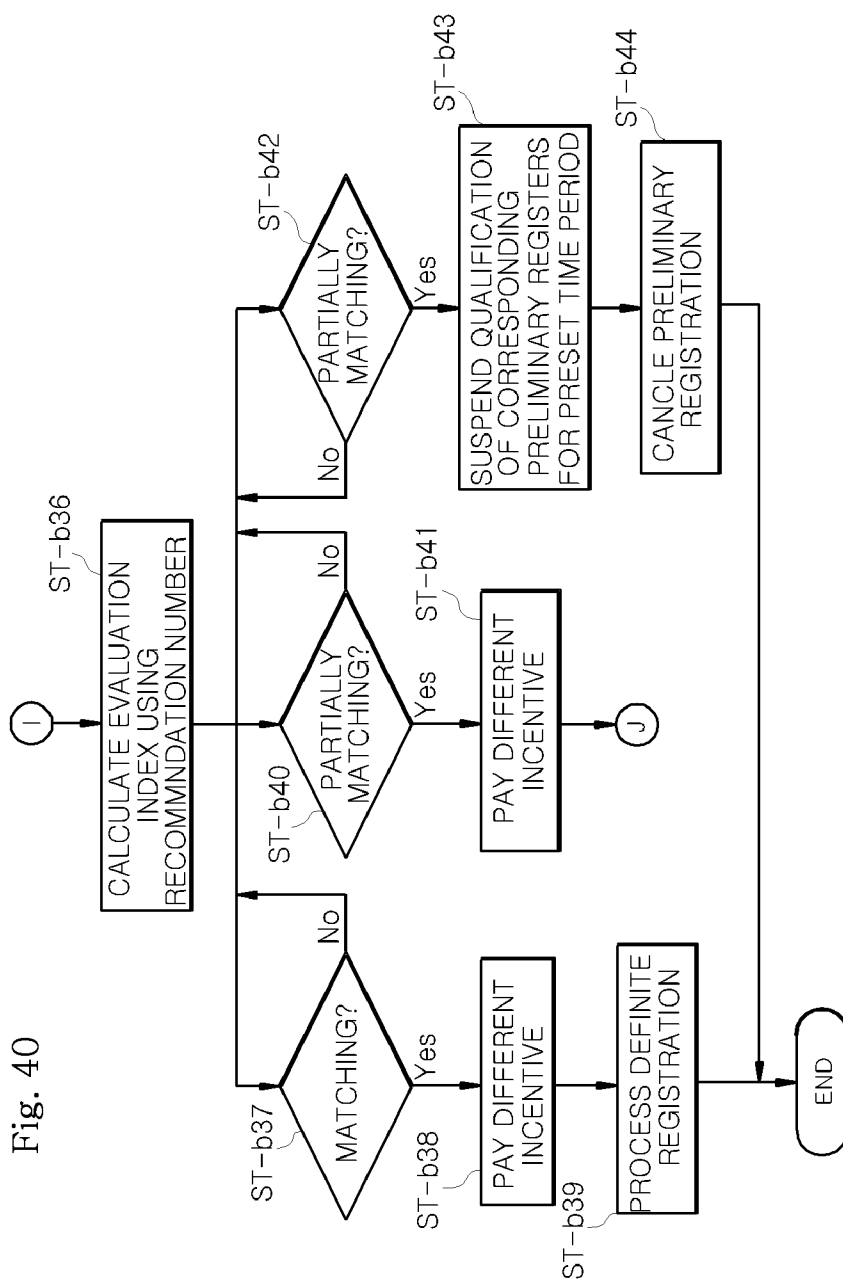 Fig. 40
I
CALCULATE EVALUATION
INDEX USING
RECOMMNDATION NUMBER
ST-b36
ST-b37
MATCHING?
No
Yes
ST-b38
PAY DIFFERENT
INCENTIVE
ST-b39
PROCESS DEFINITE
REGISTRATION
END
ST-b40
PARTIALLY
MATCHING?
No
Yes
ST-b41
PAY DIFFERENT
INCENTIVE
J
ST-b42
PARTIALLY
MATCHING?
No
Yes
ST-b43
SUSPEND QUALIFICATION
OF CORRESPONDING
PRELIMINARY REGISTERS
FOR PRESET TIME PERIOD
ST-b44
CANCLE PRELIMINARY
REGISTRATION